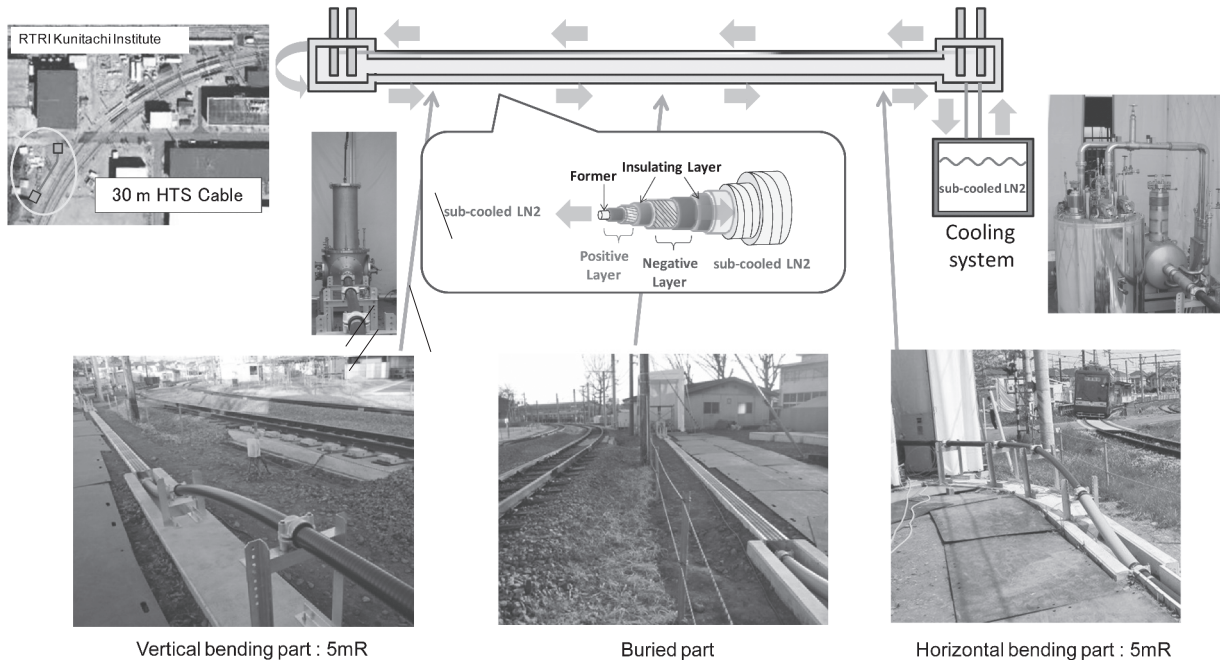 RTRI Kunitachi Institute
30 m HTS Cable
Former
Insulating Layer
sub-cooled LN2
Positive
Layer
Negative
Layer
sub-cooled LN2
sub-cooled LN2
Cooling
system
Vertical bending part : 5mR
Buried part
Horizontal bending part : 5mR